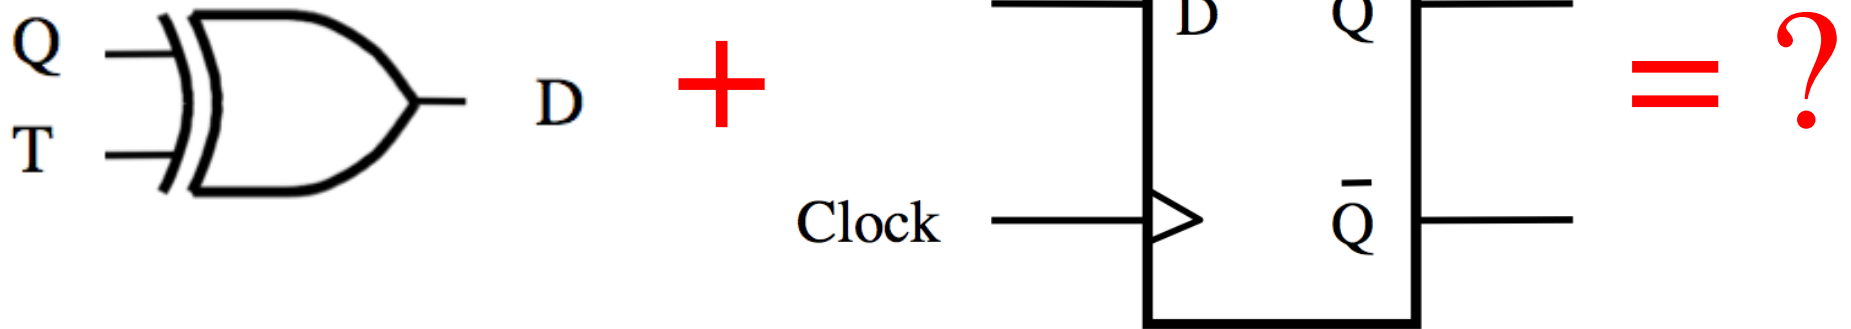 Q
T
D
+
D Q
Clock
Q̅
= ?